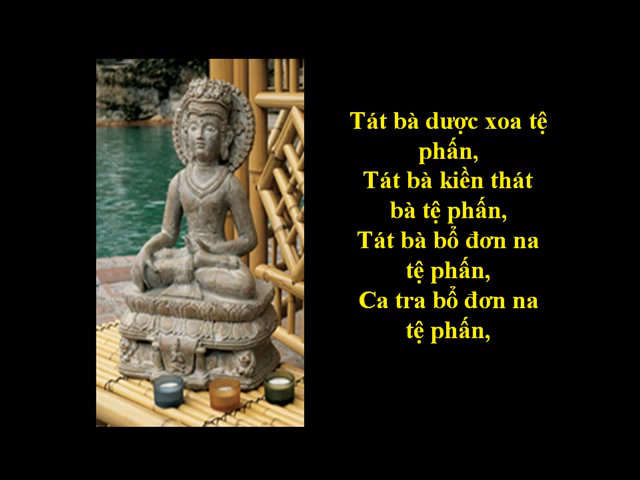 Tát bà dược xoa tệ
phấn,
Tát bà kiền thát
bà tệ phấn,
Tát bà bổ đơn na
tệ phấn,
Ca tra bổ đơn na
tệ phấn,